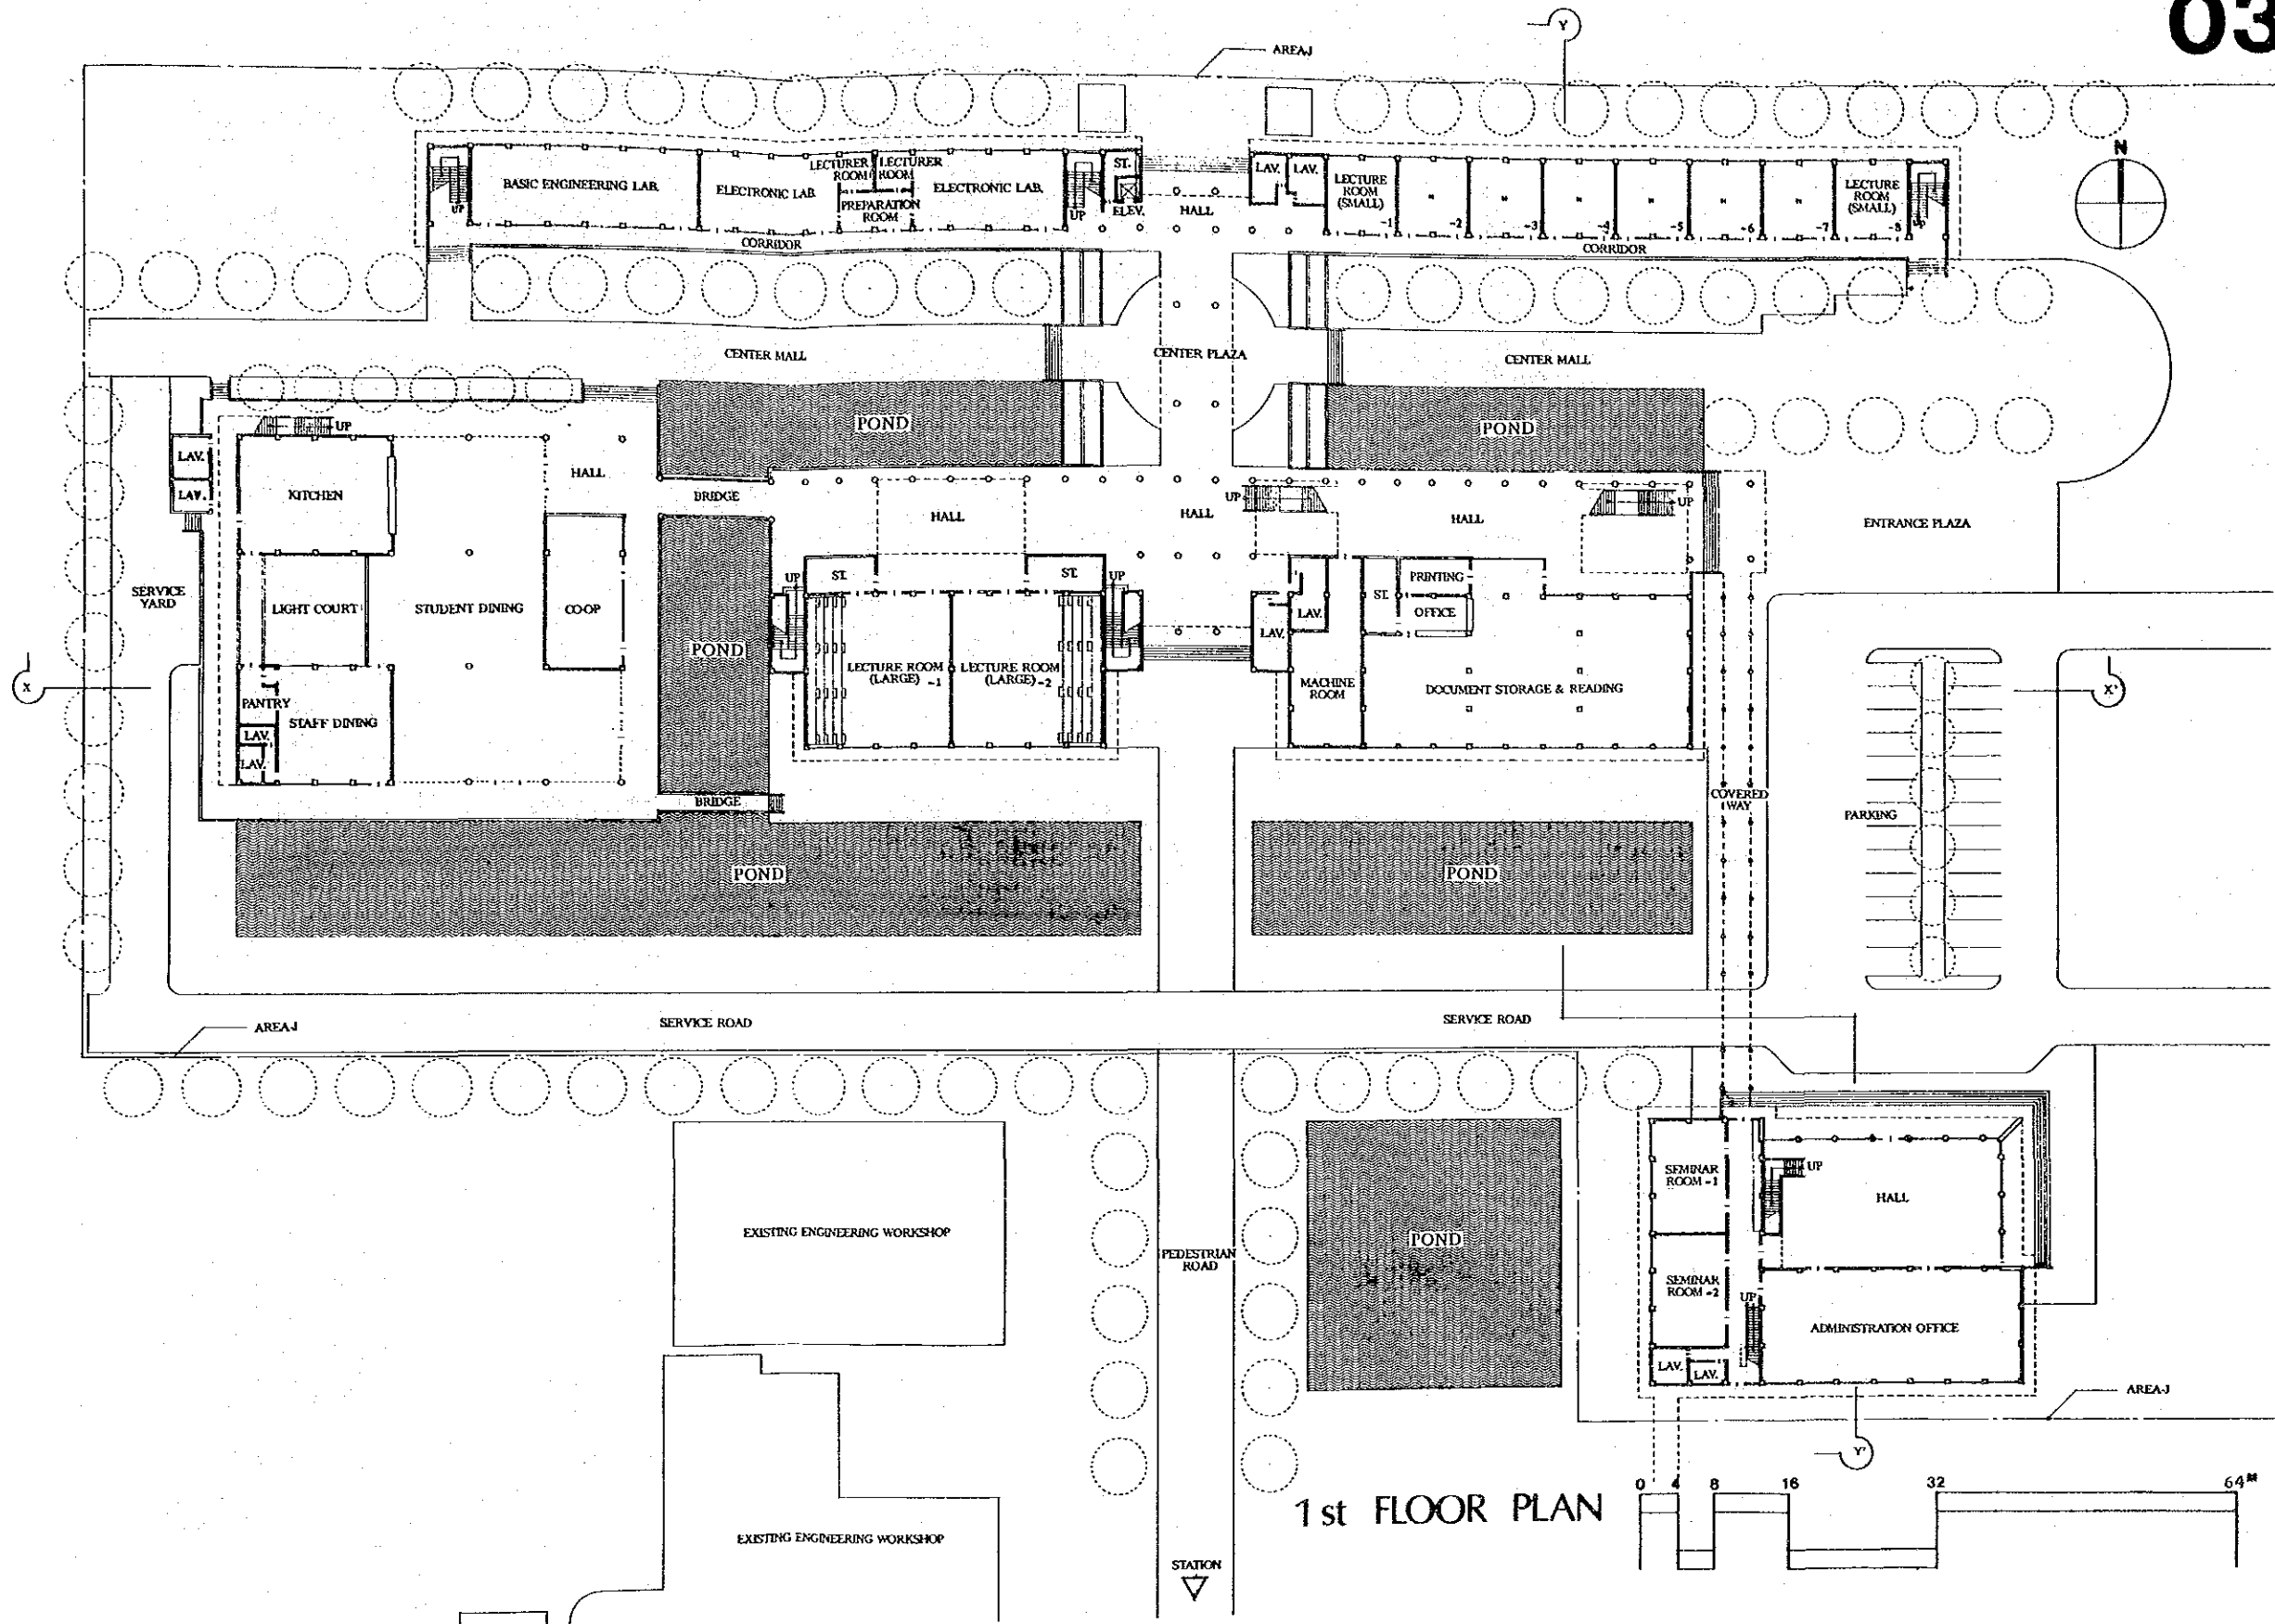 03
Y
AREA-J
N
BASIC ENGINEERING LAB.
ELECTRONIC LAB.
LECTURER
ROOM
LECTURER
ROOM
PREPARATION
ROOM
ELECTRONIC LAB.
ST.
ELEV.
UP
UP
HALL
LAV.
LAV.
LECTURE
ROOM
(SMALL)
-1
-2
-3
-4
-5
-6
-7
LECTURE
ROOM
(SMALL)
-8
UP
CORRIDOR
CORRIDOR
CENTER MALL
CENTER PLAZA
CENTER MALL
POND
POND
UP
LAV.
LAV.
KITCHEN
HALL
BRIDGE
HALL
HALL
UP
HALL
UP
ENTRANCE PLAZA
SERVICE
YARD
LIGHT COURT
STUDENT DINING
CO-OP
POND
UP
ST.
ST.
UP
LAV.
LAV.
ST.
PRINTING
OFFICE
LECTURE ROOM
(LARGE) -1
LECTURE ROOM
(LARGE) -2
MACHINE
ROOM
DOCUMENT STORAGE & READING
X
X'
PANTRY
STAFF DINING
LAV.
LAV.
BRIDGE
COVERED
WAY
PARKING
POND
POND
AREA-J
SERVICE ROAD
SERVICE ROAD
SEMINAR
ROOM -1
UP
HALL
EXISTING ENGINEERING WORKSHOP
PEDESTRIAN
ROAD
POND
SEMINAR
ROOM -2
UP
ADMINISTRATION OFFICE
LAV.
LAV.
AREA-J
Y'
1st FLOOR PLAN
0 4 8 16 32 64M
EXISTING ENGINEERING WORKSHOP
STATION